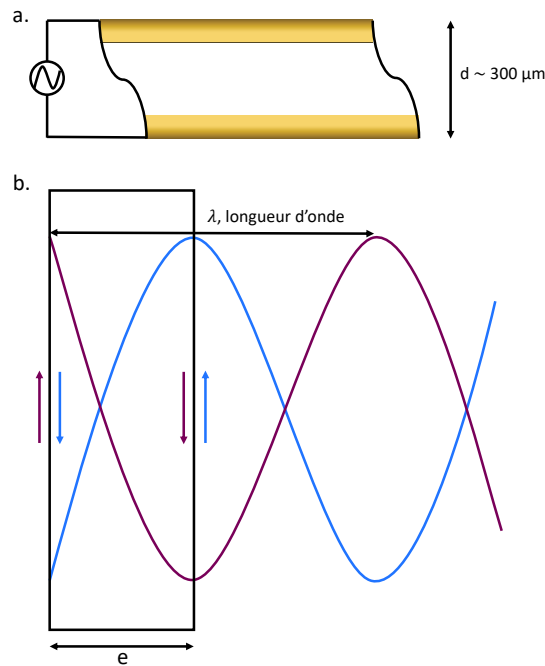 a.
d ~ 300 µm
b.
λ, longueur d'onde
e